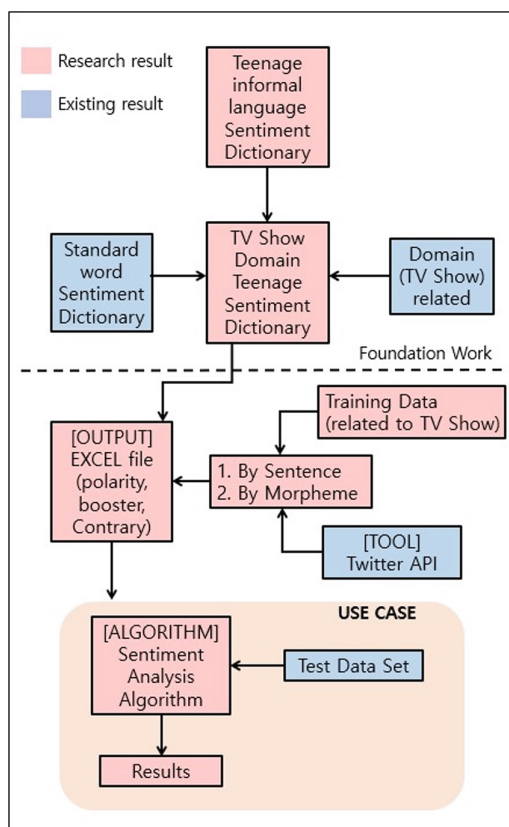 Research result
Existing result
Teenage
informal
language
Sentiment
Dictionary
Standard
word
Sentiment
Dictionary
TV Show
Domain
Teenage
Sentiment
Dictionary
Domain
(TV Show)
related
Foundation Work
Training Data
(related to TV Show)
[OUTPUT]
EXCEL file
(polarity,
booster,
Contrary)
1. By Sentence
2. By Morpheme
[TOOL]
Twitter API
USE CASE
[ALGORITHM]
Sentiment
Analysis
Algorithm
Test Data Set
Results